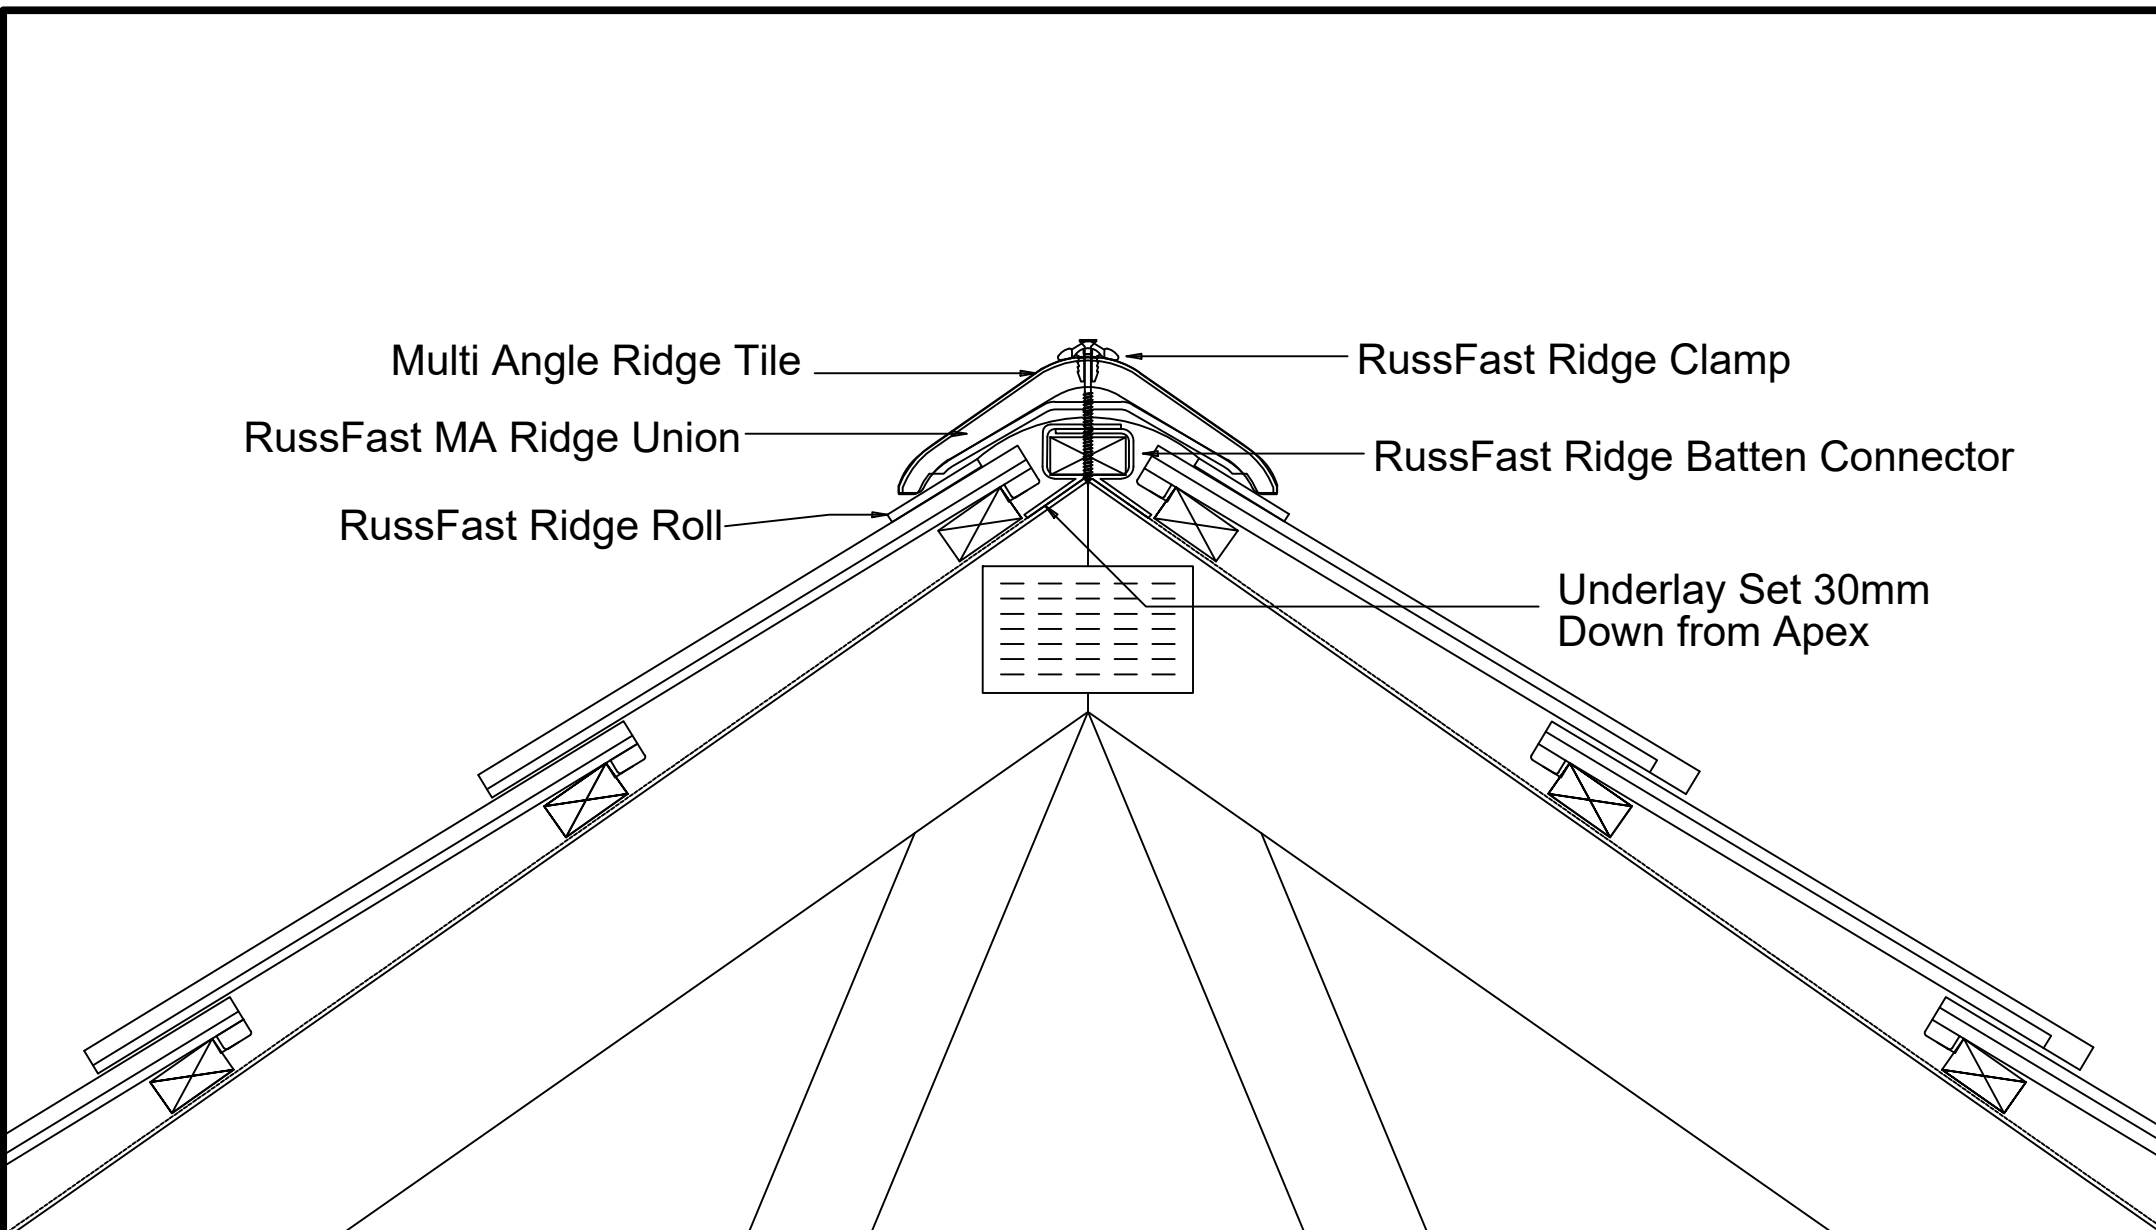 Multi Angle Ridge Tile
RussFast Ridge Clamp
RussFast MA Ridge Union
RussFast Ridge Batten Connector
RussFast Ridge Roll
Underlay Set 30mm
Down from Apex